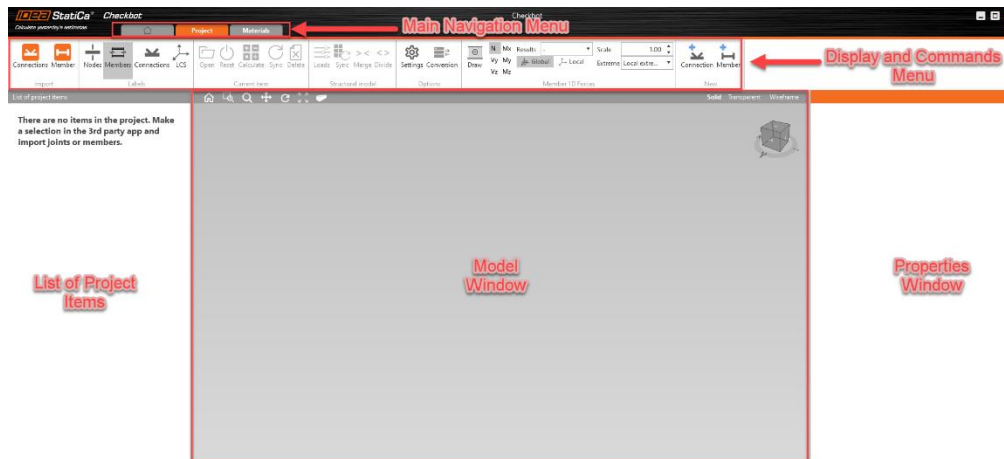 IDEA StatiCa® Checkbot
Calculate yesterday's estimates
Checkbot
Project Materials
Main Navigation Menu
Connections Member Nodes Members Connections LCS Open Reset Calculate Sync Delete Loads Sync Merge Divide Settings Conversion Draw
N Mx Results - Scale 1.00
Vy My Global Local Extreme Local extre...
Vz Mz
Connection Member
Import Labels Current item Structural model Options Member 1D Forces New
Display and Commands
Menu
List of project items
Solid Transparent Wireframe
There are no items in the project. Make
a selection in the 3rd party app and
import joints or members.
List of Project
Items
Model
Window
Properties
Window